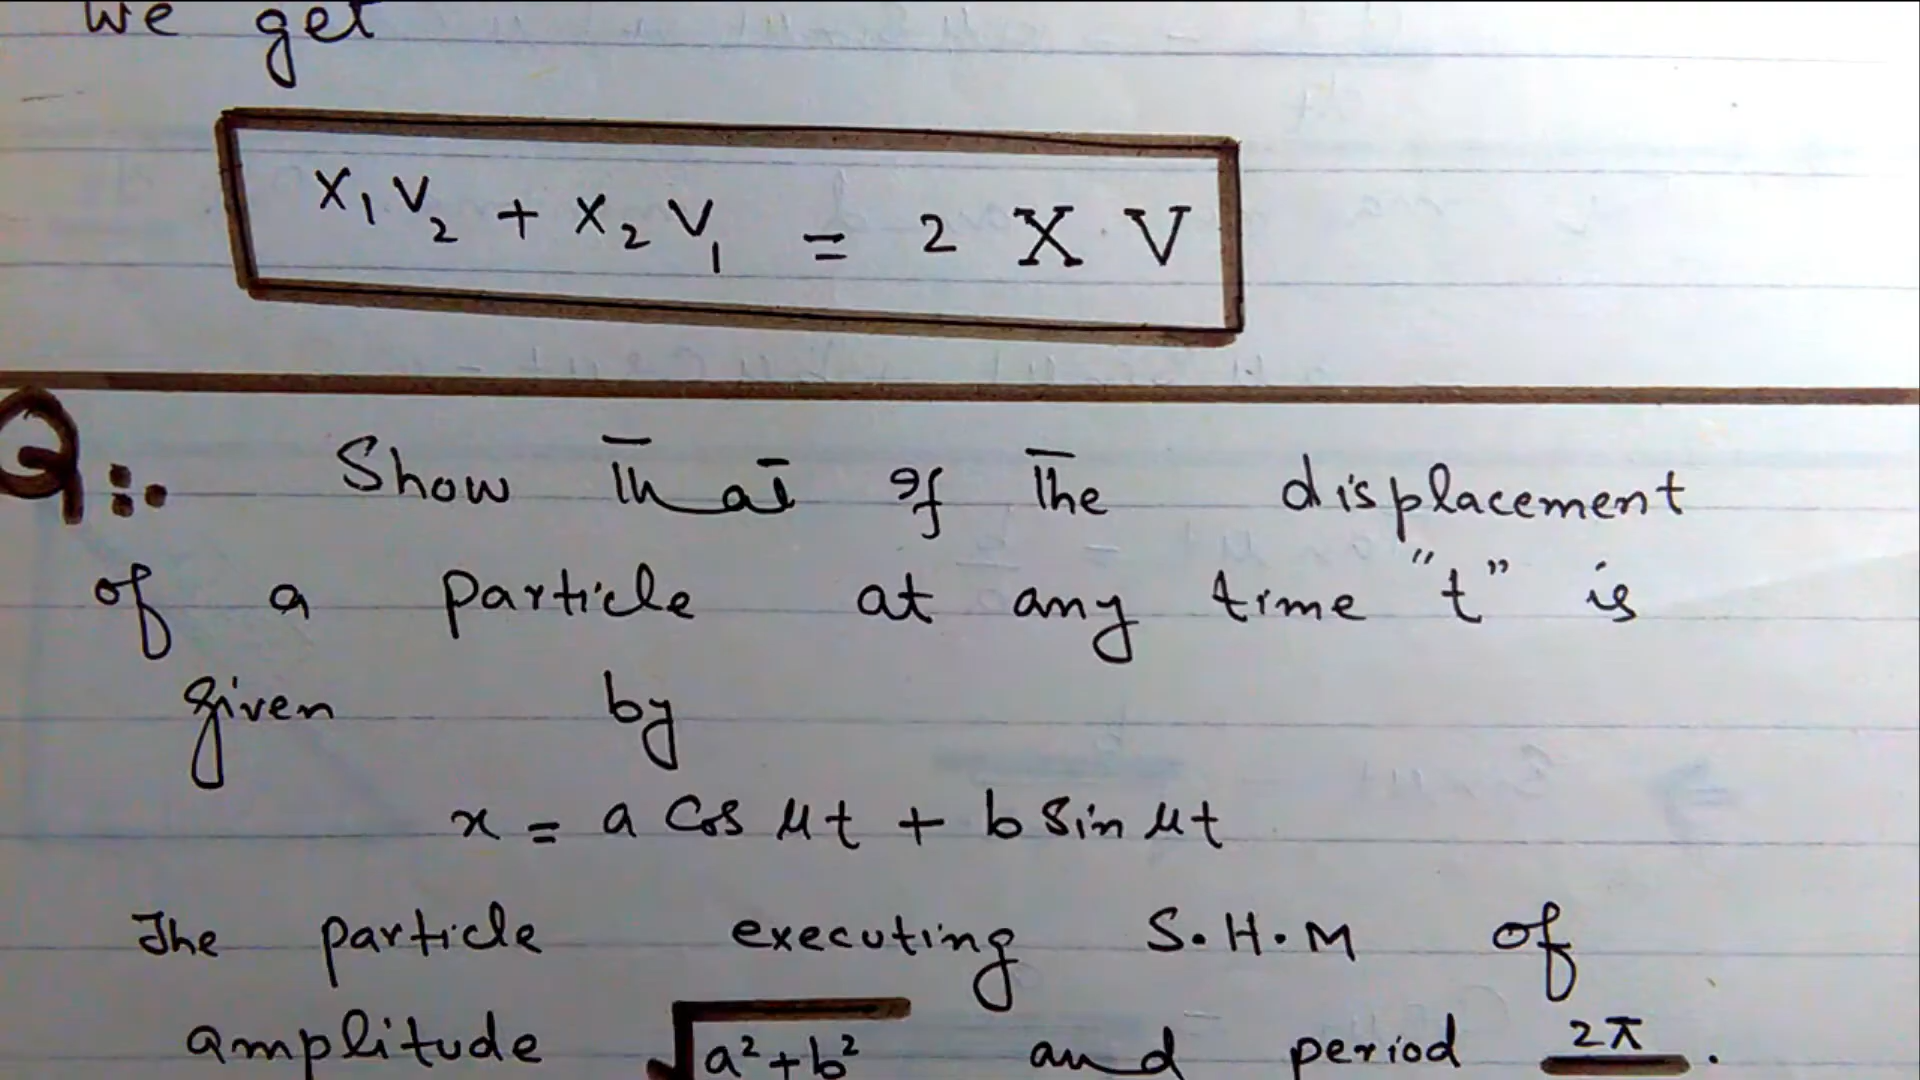 we get
x₁v₂ + x₂v₁ = 2 X V
Q:. Show that if the displacement
of a particle at any time "t" is
given by
x = a Cos μt + b Sin μt
The particle executing S.H.M of
amplitude √a²+b² and period 2π.